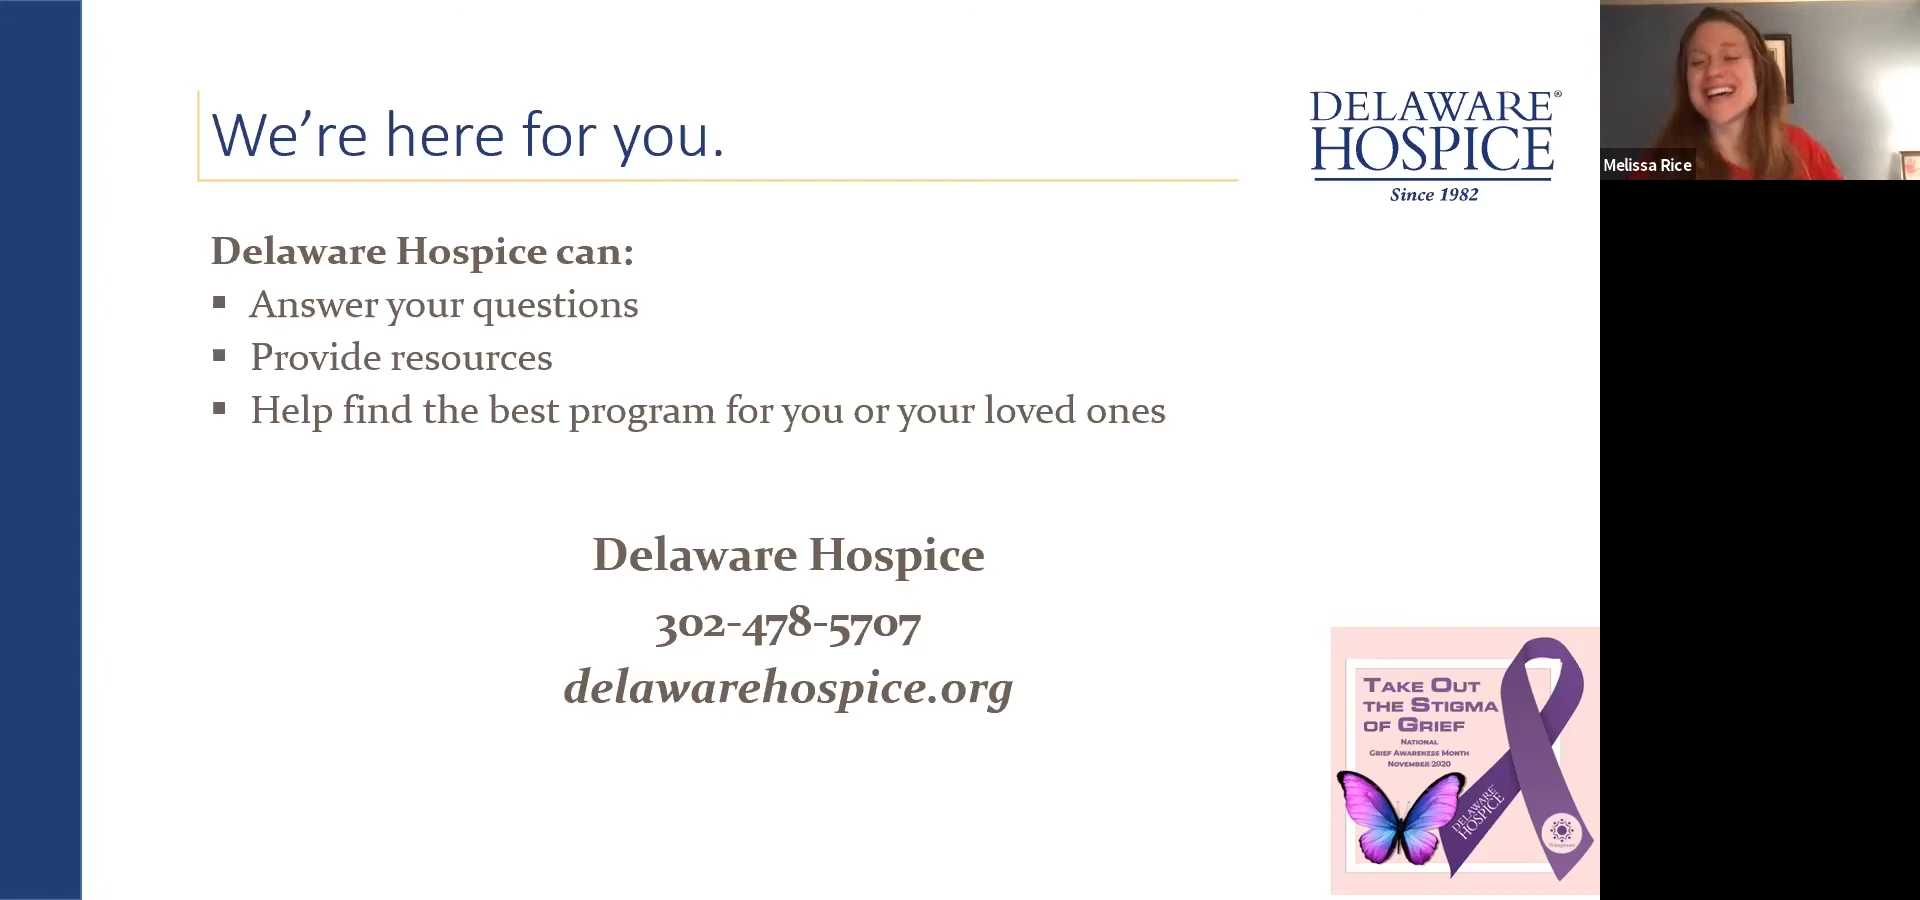 We’re here for you.
DELAWARE®
HOSPICE
Since 1982
Melissa Rice
Delaware Hospice can:
▪ Answer your questions
▪ Provide resources
▪ Help find the best program for you or your loved ones
Delaware Hospice
302-478-5707
delawarehospice.org
TAKE OUT
THE STIGMA
OF GRIEF
NATIONAL
GRIEF AWARENESS MONTH
NOVEMBER 2020
DELAWARE
HOSPICE